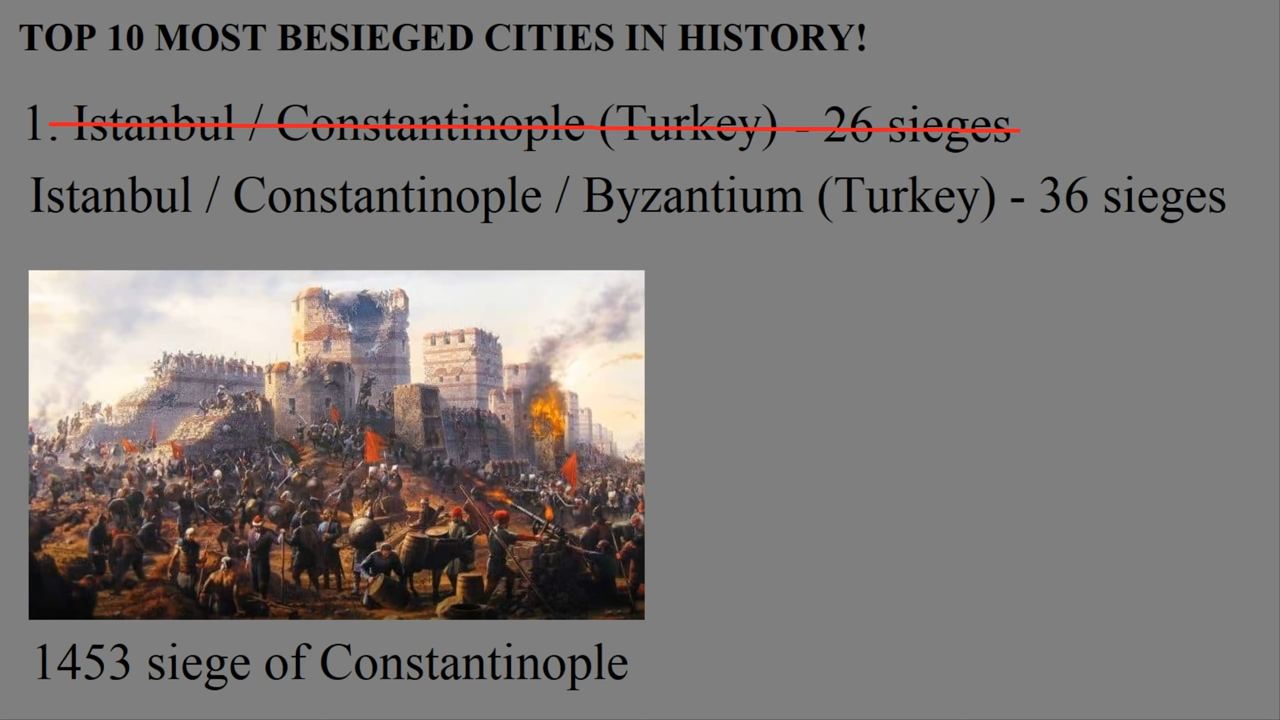 TOP 10 MOST BESIEGED CITIES IN HISTORY!
1. Istanbul / Constantinople (Turkey) - 26 sieges
Istanbul / Constantinople / Byzantium (Turkey) - 36 sieges
1453 siege of Constantinople